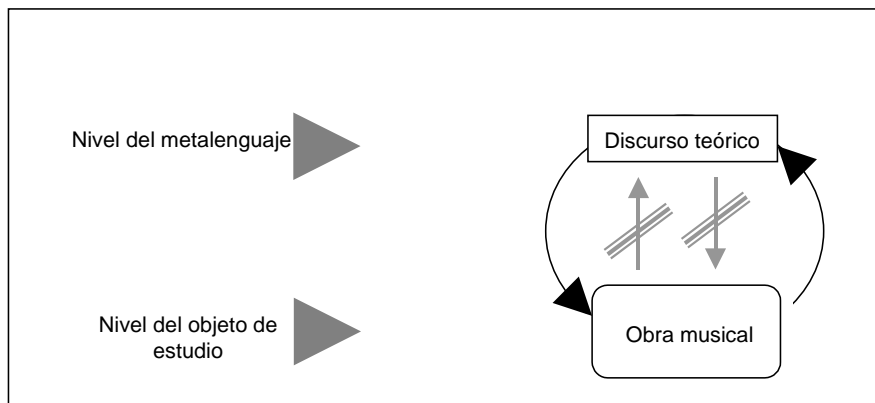 Nivel del metalenguaje
Discurso teórico
Nivel del objeto de
estudio
Obra musical